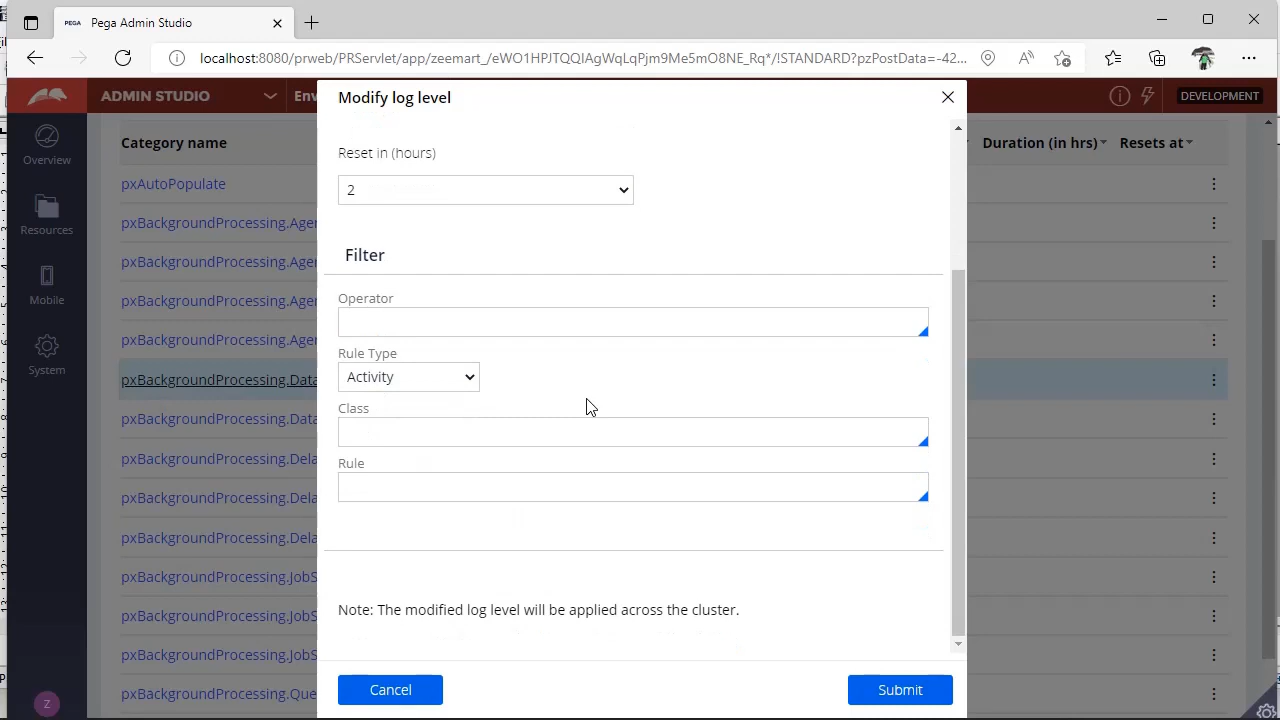 PEGA Pega Admin Studio
localhost:8080/prweb/PRServlet/app/zeemart_/eWO1HPJTQQIAgWqLqPjm9Me5mO8NE_Rq*/!STANDARD?pzPostData=-42...
ADMIN STUDIO
DEVELOPMENT
Overview
Resources
Mobile
System
Z
Category name
Duration (in hrs)
Resets at
pxAutoPopulate
pxBackgroundProcessing.Agen
pxBackgroundProcessing.Agen
pxBackgroundProcessing.Agen
pxBackgroundProcessing.Agen
pxBackgroundProcessing.Data
pxBackgroundProcessing.Data
pxBackgroundProcessing.Dela
pxBackgroundProcessing.Dela
pxBackgroundProcessing.Dela
pxBackgroundProcessing.JobS
pxBackgroundProcessing.JobS
pxBackgroundProcessing.JobS
pxBackgroundProcessing.Que
Modify log level
Reset in (hours)
2
Filter
Operator
Rule Type
Activity
Class
Rule
Note: The modified log level will be applied across the cluster.
Cancel
Submit